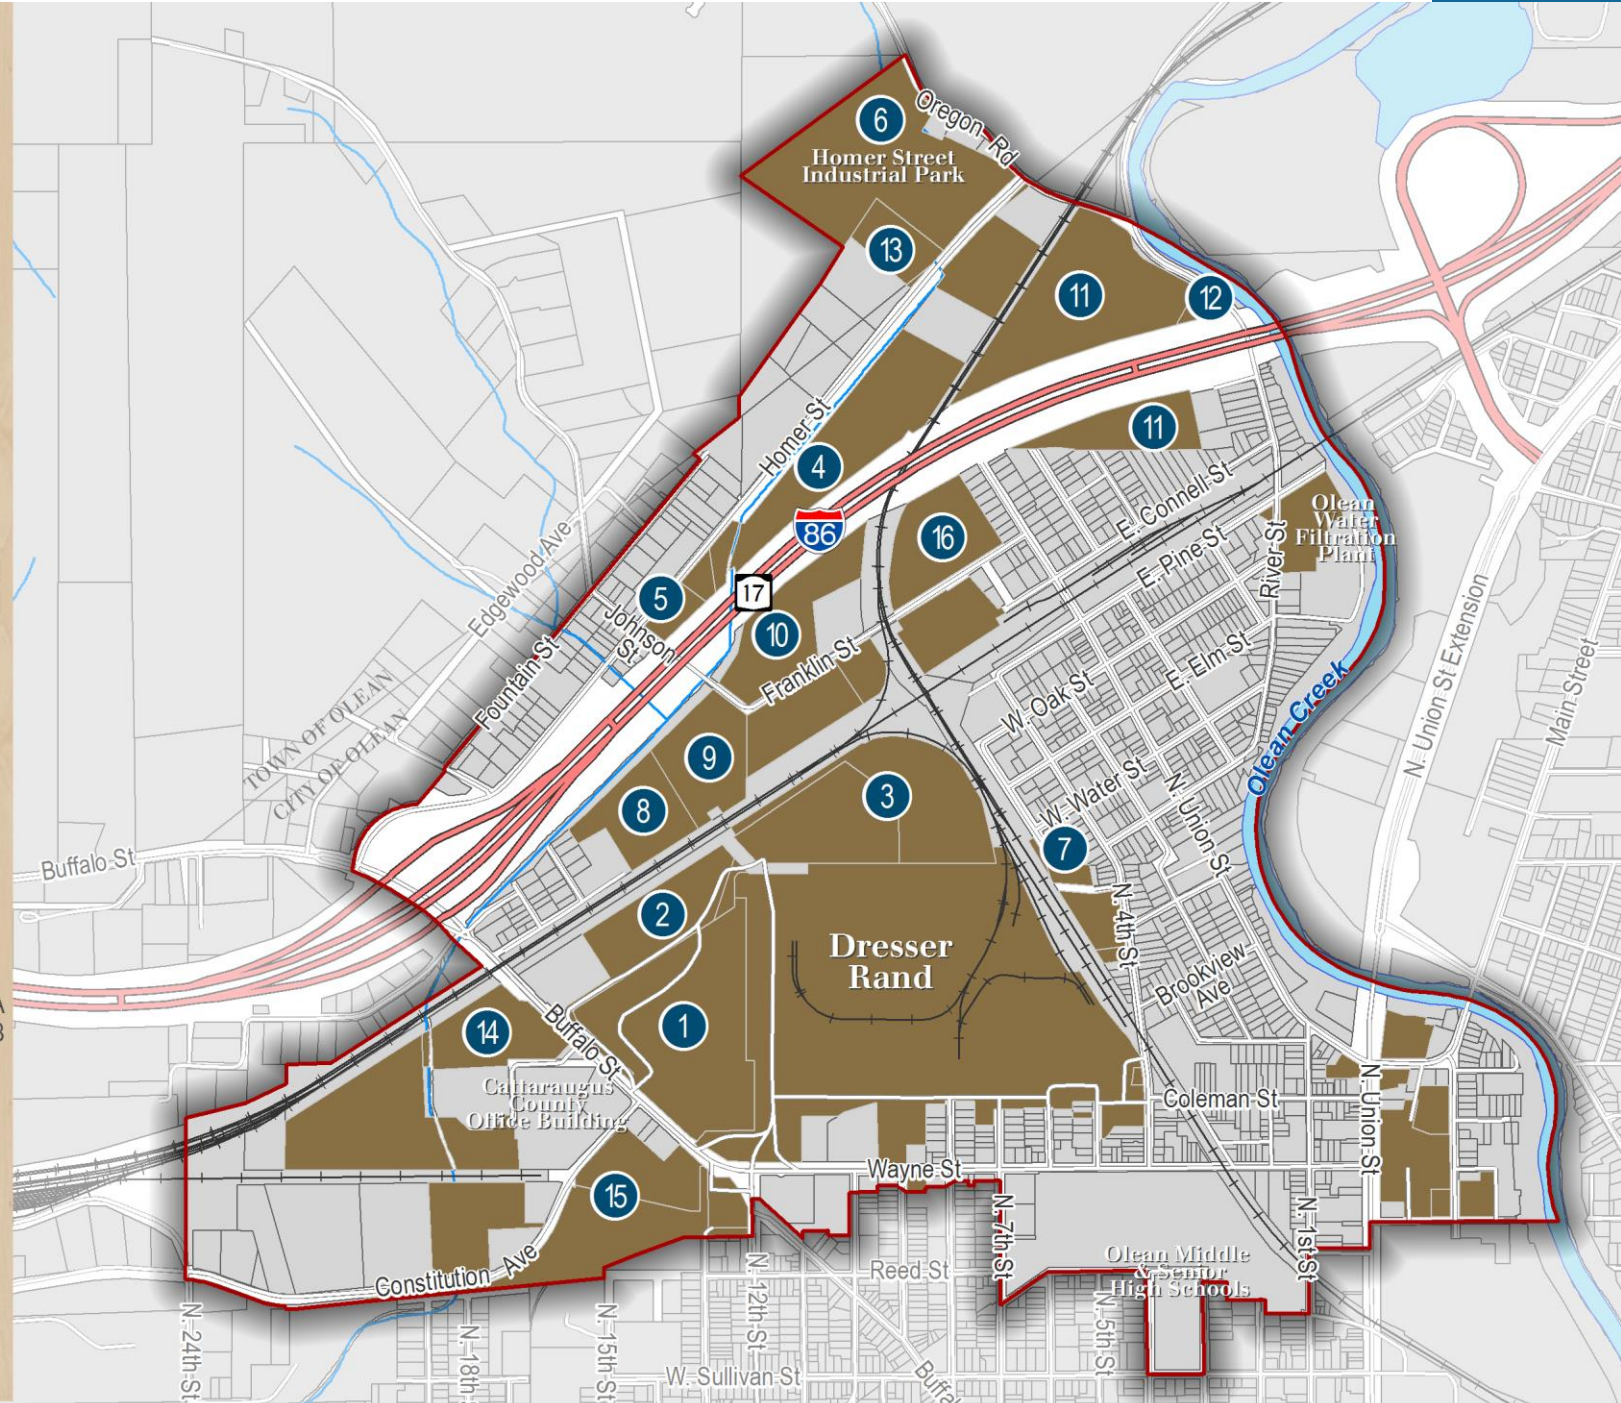 6
Oregon Rd
Homer Street
Industrial Park
13
11
12
Homer St
11
4
E. Connell St
86
16
Olean
Water
Filtration
Plant
E. Pine St
River St
17
5
10
Edgewood Ave
Johnson
St
Franklin St
E. Elm St
Fountain St
W. Oak St
N. Union St Extension
Main Street
TOWN OF OLEAN
CITY OF OLEAN
Olean Creek
9
3
8
W. Water St
N. Union St
7
Buffalo St
2
N. 4th St
Dresser
Rand
Brookview
Ave
A
3
14
Buffalo St
1
Cattaraugus
County
Office Building
Coleman St
N. Union St
Wayne St
15
N. 7th St
N. 1st St
Constitution Ave
Reed St
Olean Middle
& Senior
High Schools
N. 24th St
N. 18th
N. 15th St
N. 12th St
N. 5th St
W. Sullivan St
Buffa